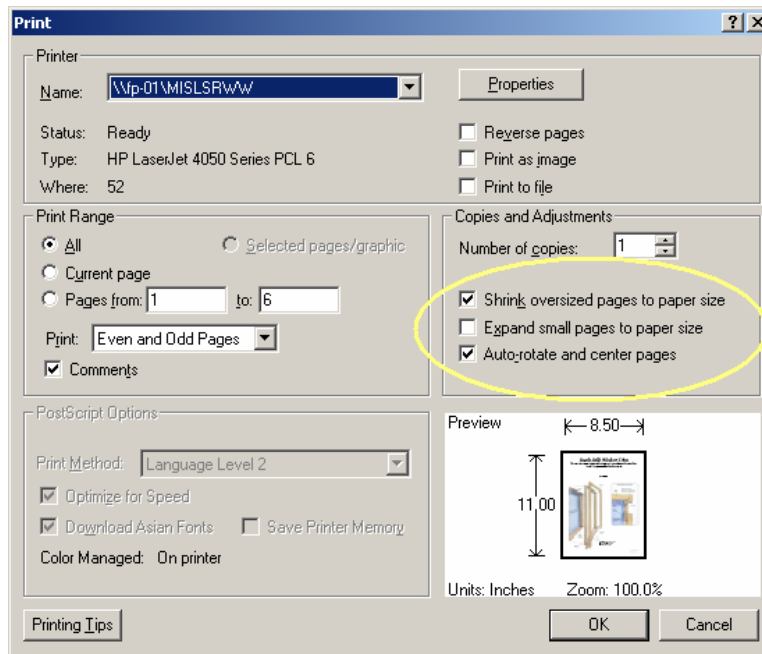 Print
Printer
Name: \\fp-01\MISLSRWW
Properties
Status: Ready
Type: HP LaserJet 4050 Series PCL 6
Where: 52
Reverse pages
Print as image
Print to file
Print Range
All
Selected pages/graphic
Current page
Pages from: 1 to: 6
Print: Even and Odd Pages
Comments
Copies and Adjustments
Number of copies: 1
Shrink oversized pages to paper size
Expand small pages to paper size
Auto-rotate and center pages
PostScript Options
Print Method: Language Level 2
Optimize for Speed
Download Asian Fonts
Save Printer Memory
Color Managed: On printer
Preview
8.50
11.00
Units: Inches Zoom: 100.0%
Printing Tips
OK
Cancel